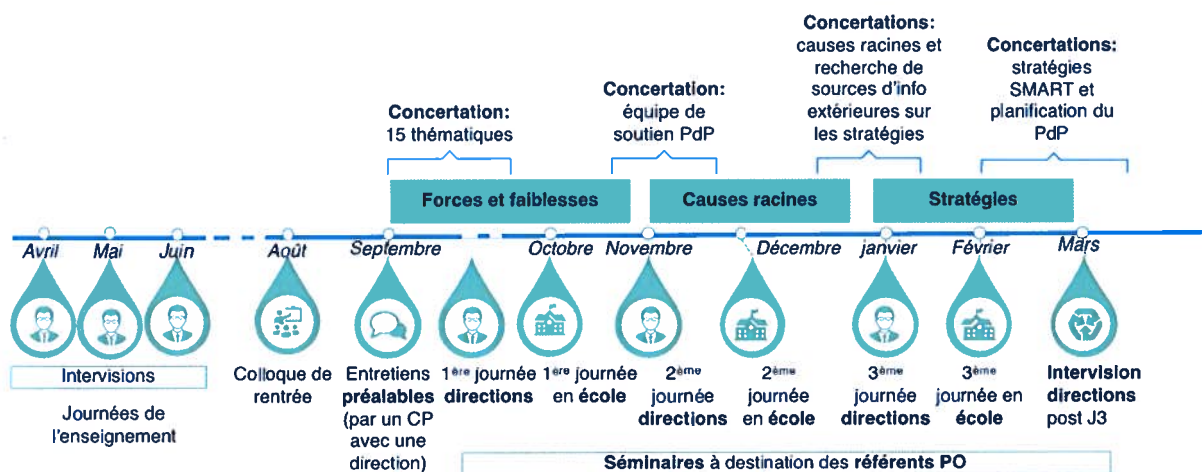 Concertation:
15 thématiques
Concertation:
équipe de
soutien PdP
Concertations:
causes racines et
recherche de
sources d'info
extérieures sur
les stratégies
Concertations:
stratégies
SMART et
planification du
PdP
Forces et faiblesses
Causes racines
Stratégies
Avril
Mai
Juin
Août
Septembre
Octobre
Novembre
Décembre
janvier
Février
Mars
Intervisions
Journées de
l'enseignement
Colloque de
rentrée
Entretiens
préalables
(par un CP
avec une
direction)
1ère journée
directions
1ère journée
en école
2ème
journée
directions
2ème
journée
en école
3ème
journée
directions
3ème
journée en
école
Intervision
directions
post J3
Séminaires à destination des référents PO